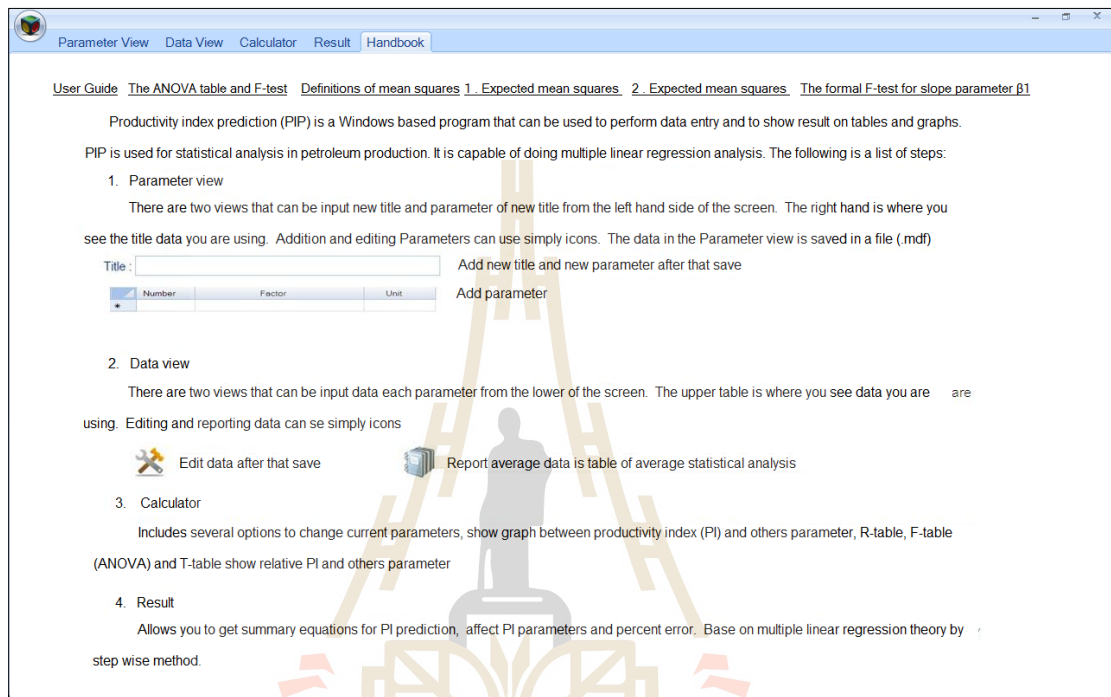 Parameter View Data View Calculator Result Handbook
User Guide The ANOVA table and F-test Definitions of mean squares 1 . Expected mean squares 2 . Expected mean squares The formal F-test for slope parameter β1
Productivity index prediction (PIP) is a Windows based program that can be used to perform data entry and to show result on tables and graphs.
PIP is used for statistical analysis in petroleum production. It is capable of doing multiple linear regression analysis. The following is a list of steps:
1. Parameter view
There are two views that can be input new title and parameter of new title from the left hand side of the screen. The right hand is where you
see the title data you are using. Addition and editing Parameters can use simply icons. The data in the Parameter view is saved in a file (.mdf)
Title : Add new title and new parameter after that save
Number Factor Unit Add parameter
2. Data view
There are two views that can be input data each parameter from the lower of the screen. The upper table is where you see data you are are
using. Editing and reporting data can se simply icons
Edit data after that save Report average data is table of average statistical analysis
3. Calculator
Includes several options to change current parameters, show graph between productivity index (PI) and others parameter, R-table, F-table
(ANOVA) and T-table show relative PI and others parameter
4. Result
Allows you to get summary equations for PI prediction, affect PI parameters and percent error. Base on multiple linear regression theory by
step wise method.